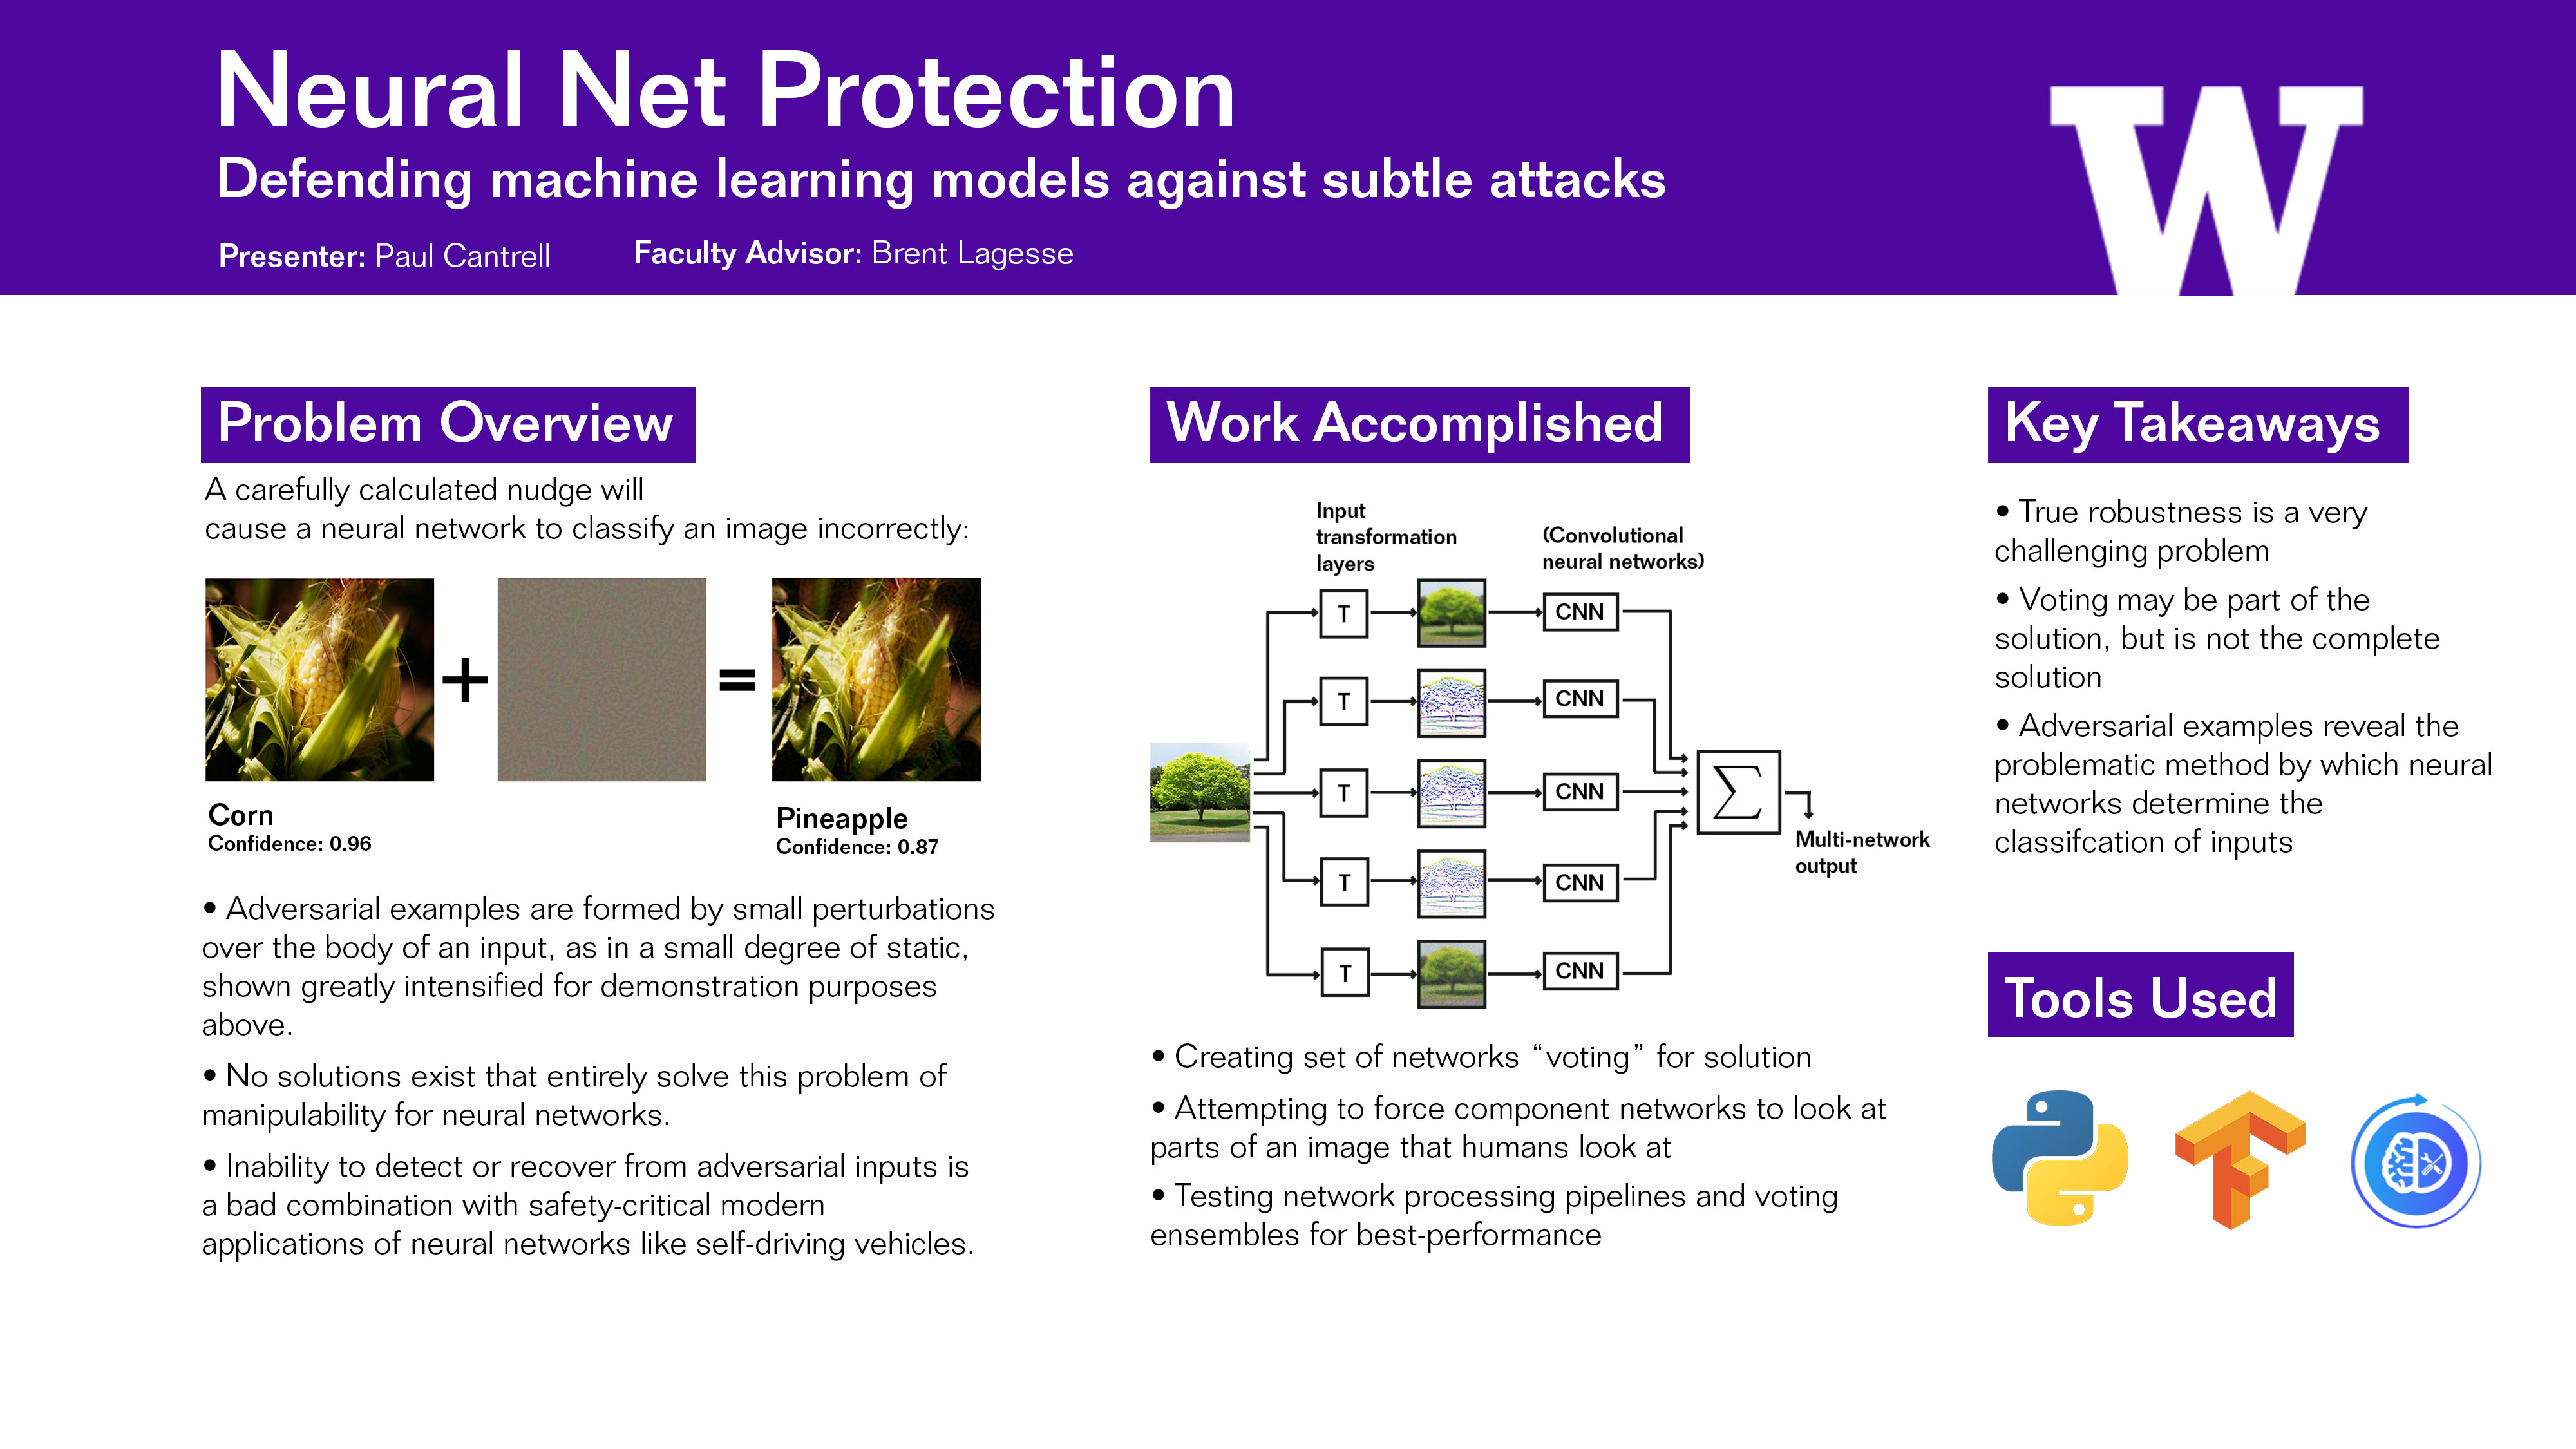 Neural Net Protection
Defending machine learning models against subtle attacks
Presenter: Paul Cantrell
Faculty Advisor: Brent Lagesse
W
Problem Overview
A carefully calculated nudge will
cause a neural network to classify an image incorrectly:
+
=
Corn
Confidence: 0.96
Pineapple
Confidence: 0.87
• Adversarial examples are formed by small perturbations
over the body of an input, as in a small degree of static,
shown greatly intensified for demonstration purposes
above.
• No solutions exist that entirely solve this problem of
manipulability for neural networks.
• Inability to detect or recover from adversarial inputs is
a bad combination with safety-critical modern
applications of neural networks like self-driving vehicles.
Work Accomplished
Input
transformation
layers
(Convolutional
neural networks)
T
CNN
T
CNN
T
CNN
T
CNN
T
CNN
∑
Multi-network
output
• Creating set of networks “voting” for solution
• Attempting to force component networks to look at
parts of an image that humans look at
• Testing network processing pipelines and voting
ensembles for best-performance
Key Takeaways
• True robustness is a very
challenging problem
• Voting may be part of the
solution, but is not the complete
solution
• Adversarial examples reveal the
problematic method by which neural
networks determine the
classifcation of inputs
Tools Used